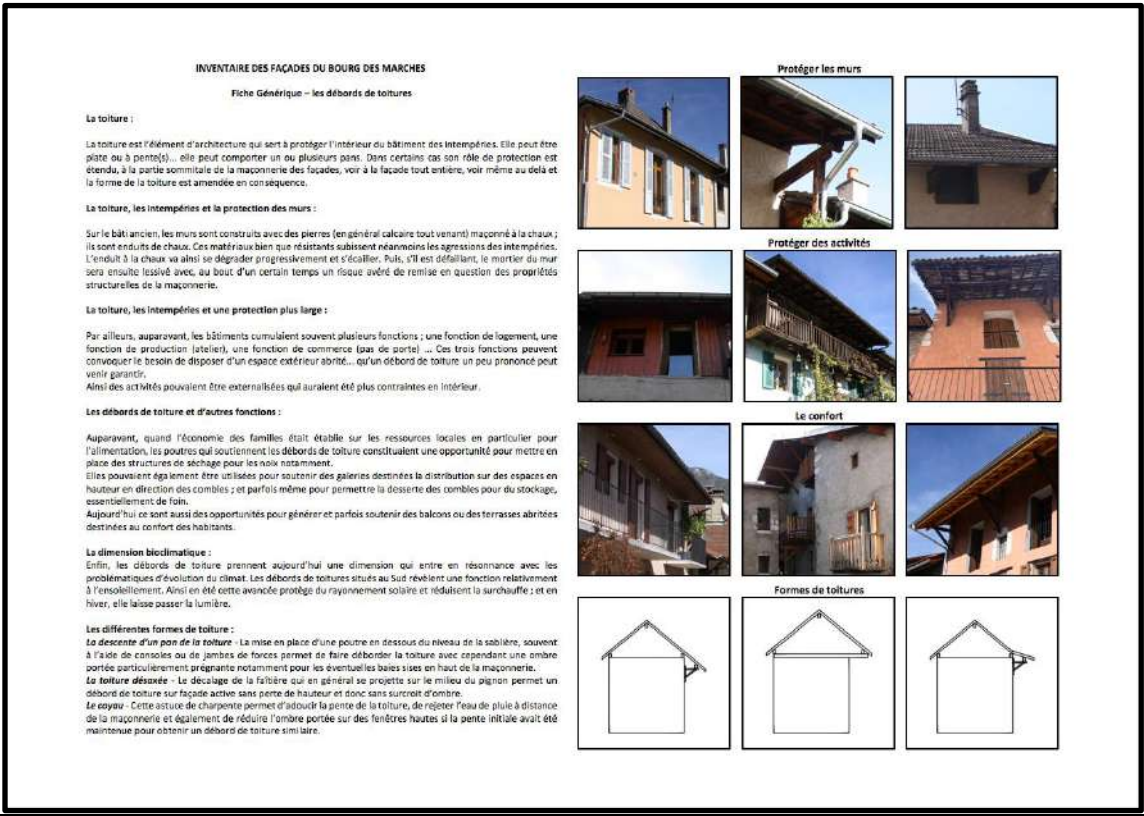 INVENTAIRE DES FAÇADES DU BOURG DES MARCHES
Fiche Générique – les débords de toitures
La toiture :
La toiture est l'élément d'architecture qui sert à protéger l'intérieur du bâtiment des intempéries. Elle peut être
plate ou à pente(s)... elle peut comporter un ou plusieurs pans. Dans certains cas son rôle de protection est
étendu, à la partie sommitale de la maçonnerie des façades, voir à la façade tout entière, voir même au delà et
la forme de la toiture est amendée en conséquence.
La toiture, les intempéries et la protection des murs :
Sur le bâti ancien, les murs sont construits avec des pierres (en général calcaire tout venant) maçonné à la chaux ;
ils sont enduits de chaux. Ces matériaux bien que résistants subissent néanmoins les agressions des intempéries.
L'enduit à la chaux va ainsi se dégrader progressivement et s'écailler. Puis, s'il est défaillant, le mortier du mur
sera ensuite lessivé avec, au bout d'un certain temps un risque avéré de remise en question des propriétés
structurelles de la maçonnerie.
La toiture, les intempéries et une protection plus large :
Par ailleurs, auparavant, les bâtiments cumulaient souvent plusieurs fonctions ; une fonction de logement, une
fonction de production (atelier), une fonction de commerce (pas de porte) ... Ces trois fonctions peuvent
convoquer le besoin de disposer d'un espace extérieur abrité... qu'un débord de toiture un peu prononcé peut
venir garantir.
Ainsi des activités pouvaient être externalisées qui auraient été plus contraintes en intérieur.
Les débords de toiture et d'autres fonctions :
Auparavant, quand l'économie des familles était établie sur les ressources locales en particulier pour
l'alimentation, les poutres qui soutiennent les débords de toiture constituaient une opportunité pour mettre en
place des structures de séchage pour les noix notamment.
Elles pouvaient également être utilisées pour soutenir des galeries destinées la distribution sur des espaces en
hauteur en direction des combles ; et parfois même pour permettre la desserte des combles pour du stockage,
essentiellement de foin.
Aujourd'hui ce sont aussi des opportunités pour générer et parfois soutenir des balcons ou des terrasses abritées
destinées au confort des habitants.
La dimension bioclimatique :
Enfin, les débords de toiture prennent aujourd'hui une dimension qui entre en résonnance avec les
problématiques d'évolution du climat. Les débords de toitures situés au Sud révèlent une fonction relativement
à l'ensoleillement. Ainsi en été cette avancée protège du rayonnement solaire et réduisent la surchauffe ; et en
hiver, elle laisse passer la lumière.
Les différentes formes de toiture :
La descente d'un pan de la toiture - La mise en place d'une poutre en dessous du niveau de la sablière, souvent
à l'aide de consoles ou de jambes de forces permet de faire déborder la toiture avec cependant une ombre
portée particulièrement prégnante notamment pour les éventuelles baies sises en haut de la maçonnerie.
La toiture désaxée - Le décalage de la faîtière qui en général se projette sur le milieu du pignon permet un
débord de toiture sur façade active sans perte de hauteur et donc sans surcroit d'ombre.
Le coyau - Cette astuce de charpente permet d'adoucir la pente de la toiture, de rejeter l'eau de pluie à distance
de la maçonnerie et également de réduire l'ombre portée sur des fenêtres hautes si la pente initiale avait été
maintenue pour obtenir un débord de toiture similaire.
Protéger les murs
Protéger des activités
Le confort
Formes de toitures